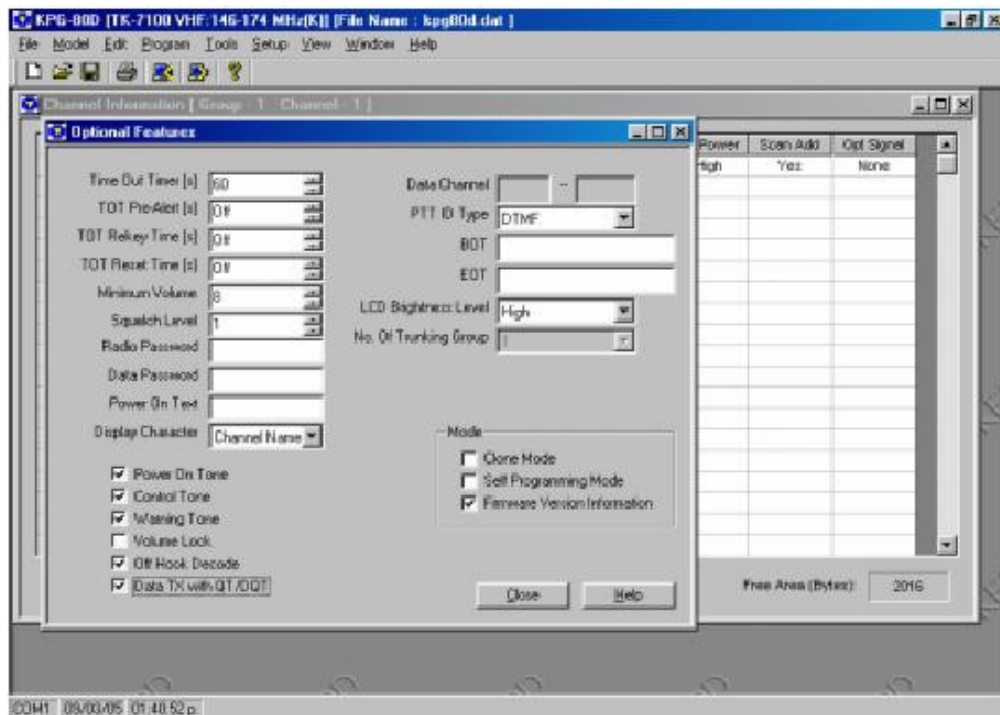 KPG-80D [TK-7100 VHF:146-174 MHz(K)] [File Name : kpg80d.dat ]
File Model Edit Program Tools Setup View Window Help
Channel Information [ Group - 1 Channel - 1 ]
Optional Features
Power Scan Add Opt Signal
High Yes None
Time Out Timer [s] 60
TOT Pre-Alert [s] Off
TOT Rekey Time [s] Off
TOT Reset Time [s] Off
Minimum Volume 8
Squelch Level 1
Radio Password
Data Password
Power On Text
Display Character Channel Name
Power On Tone
Control Tone
Warning Tone
Volume Lock
Off Hook Decode
Data TX with QT/DQT
Data Channel --
PTT ID Type DTMF
BOT
EOT
LCD Brightness Level High
No. Of Trunking Group 1
Mode
Clone Mode
Self Programming Mode
Firmware Version Information
Close Help
Free Area (Bytes): 2016
COM1 01:40:52 p.